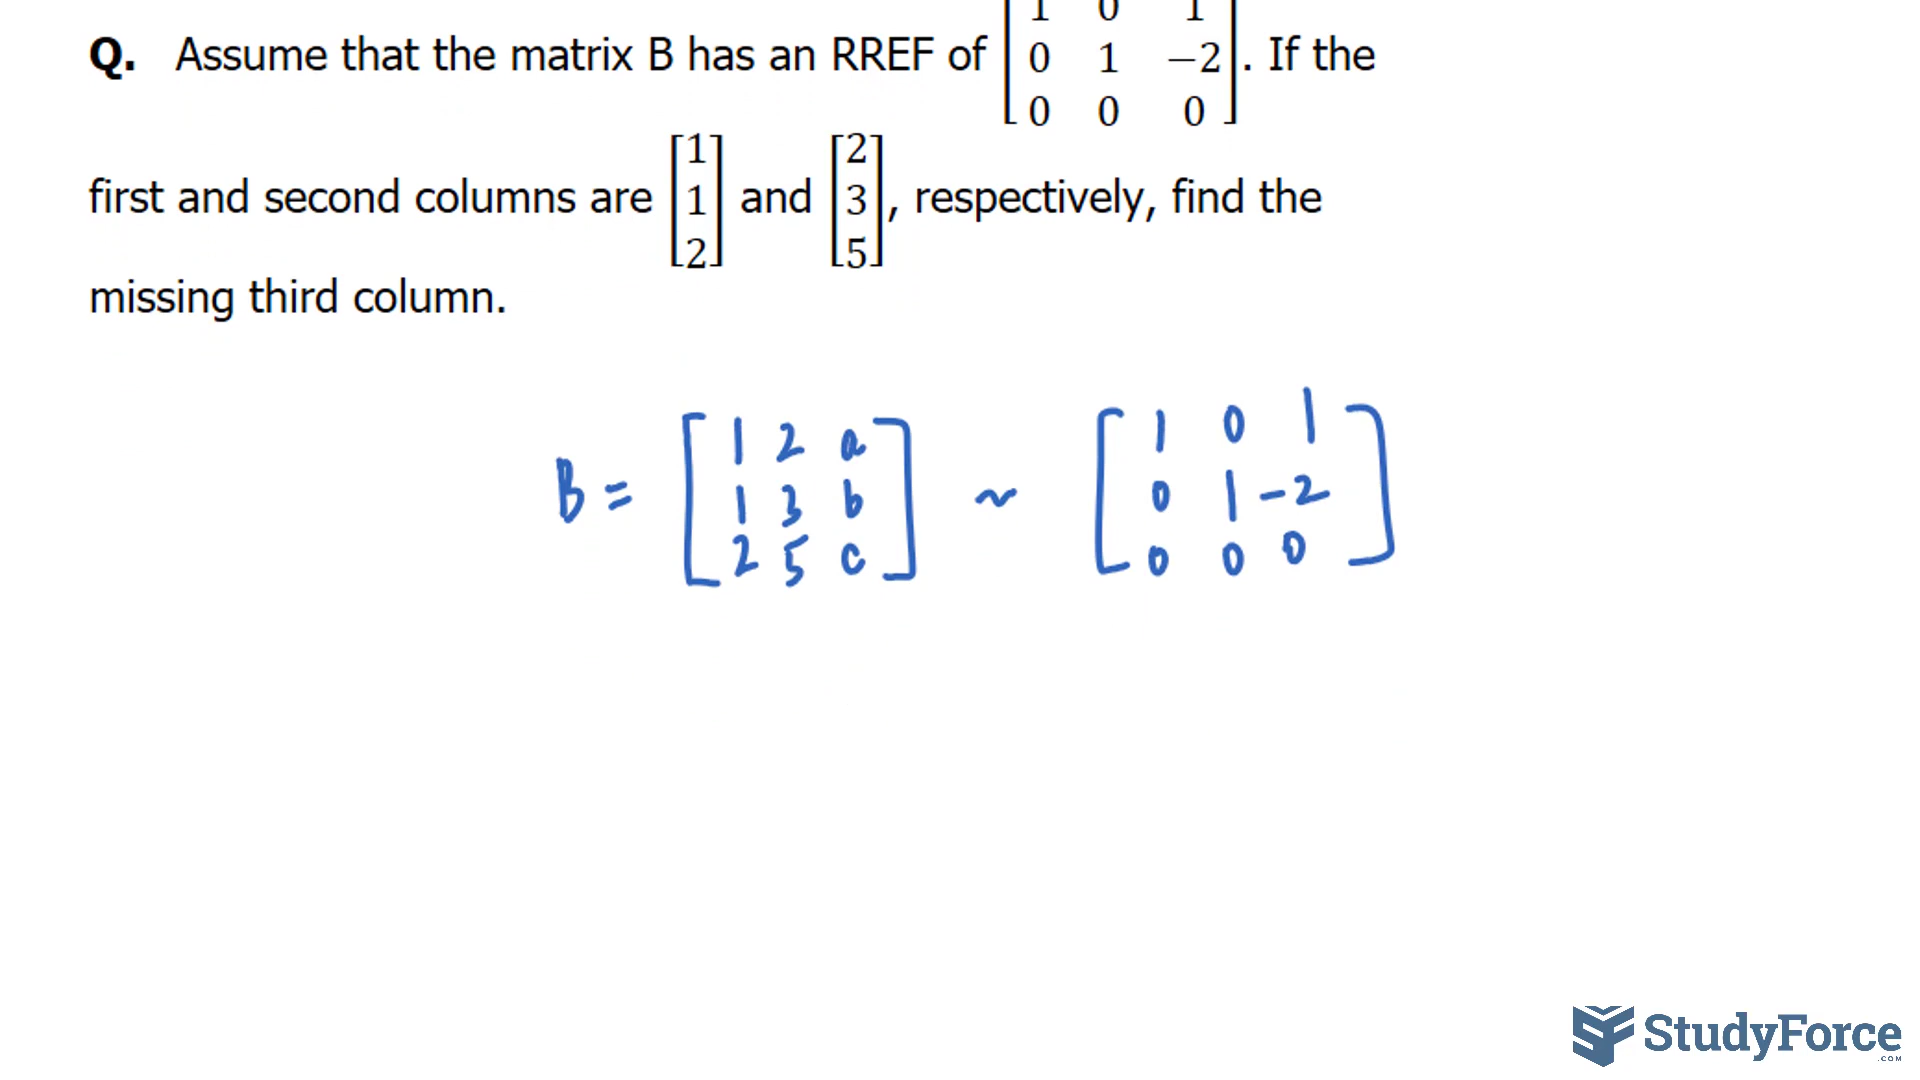 Q. Assume that the matrix B has an RREF of [1 0 1
0 1 −2
0 0 0]. If the
first and second columns are [1
1
2] and [2
3
5], respectively, find the
missing third column.
B = [1 2 a
1 3 b
2 5 c] ~ [1 0 1
0 1 -2
0 0 0]
StudyForce
.COM